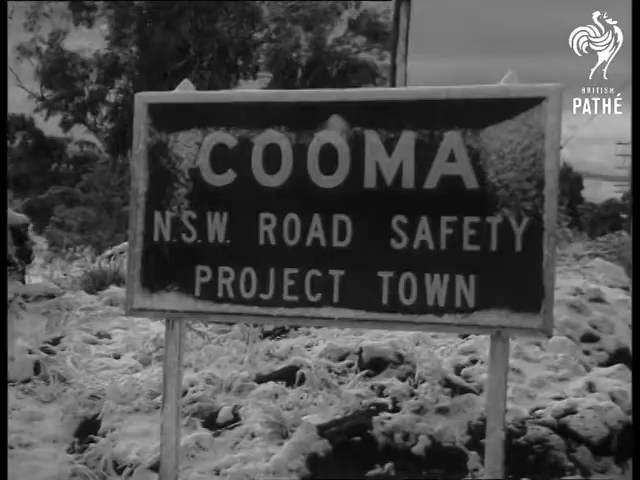 BRITISH
PATHÉ
COOMA
N.S.W. ROAD SAFETY
PROJECT TOWN